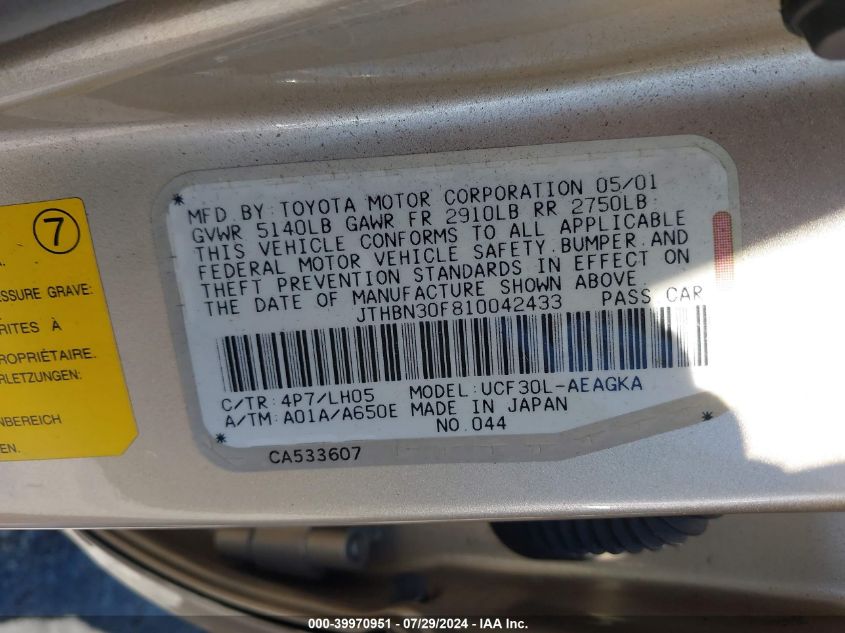 MFD. BY: TOYOTA MOTOR CORPORATION 05/01
GVWR 5140LB GAWR FR 2910LB RR 2750LB
THIS VEHICLE CONFORMS TO ALL APPLICABLE
FEDERAL MOTOR VEHICLE SAFETY, BUMPER, AND
THEFT PREVENTION STANDARDS IN EFFECT ON
THE DATE OF MANUFACTURE SHOWN ABOVE.
JTHBN30F810042433 PASS CAR
C/TR: 4P7/LH05 MODEL: UCF30L-AEAGKA
A/TM: A01A/A650E MADE IN JAPAN
NO. 044
CA533607
7
A.
ESSURE GRAVE:
RITES À
PROPRIÉTAIRE.
RLETZUNGEN:
NBEREICH
EN.
000-39970951 - 07/29/2024 - IAA Inc.